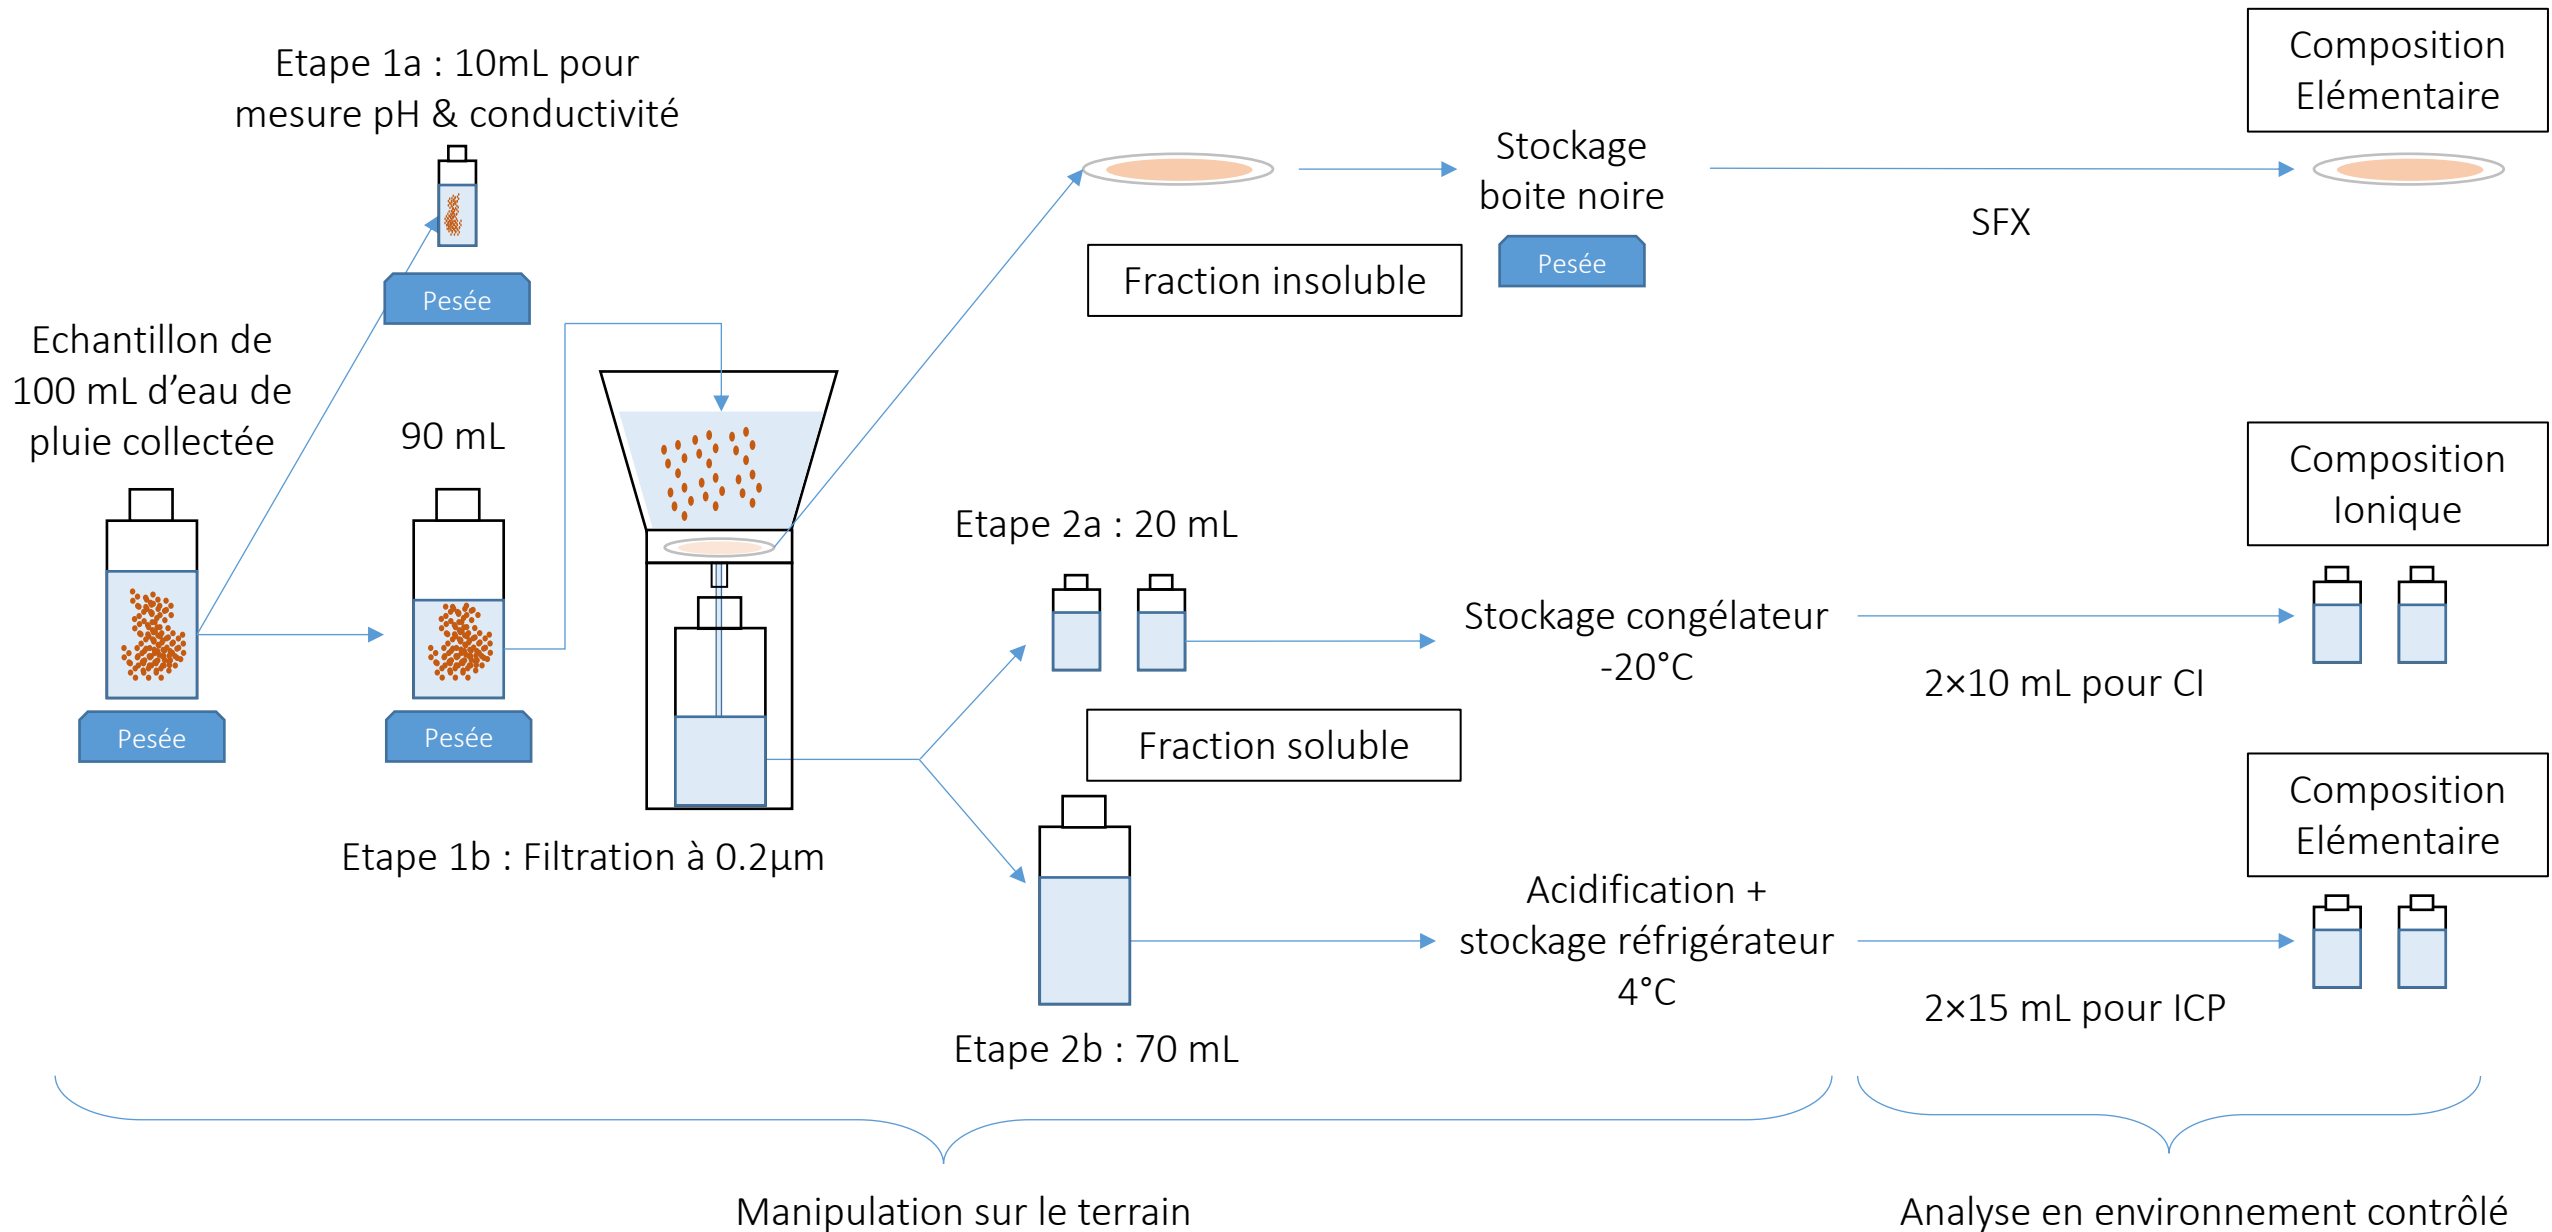 Etape 1a : 10mL pour
mesure pH & conductivité
Pesée
Echantillon de
100 mL d’eau de
pluie collectée
Pesée
90 mL
Pesée
Etape 1b : Filtration à 0.2µm
Fraction insoluble
Stockage
boite noire
Pesée
SFX
Composition
Elémentaire
Etape 2a : 20 mL
Stockage congélateur
-20°C
2×10 mL pour CI
Composition
Ionique
Fraction soluble
Etape 2b : 70 mL
Acidification +
stockage réfrigérateur
4°C
2×15 mL pour ICP
Composition
Elémentaire
Manipulation sur le terrain
Analyse en environnement contrôlé